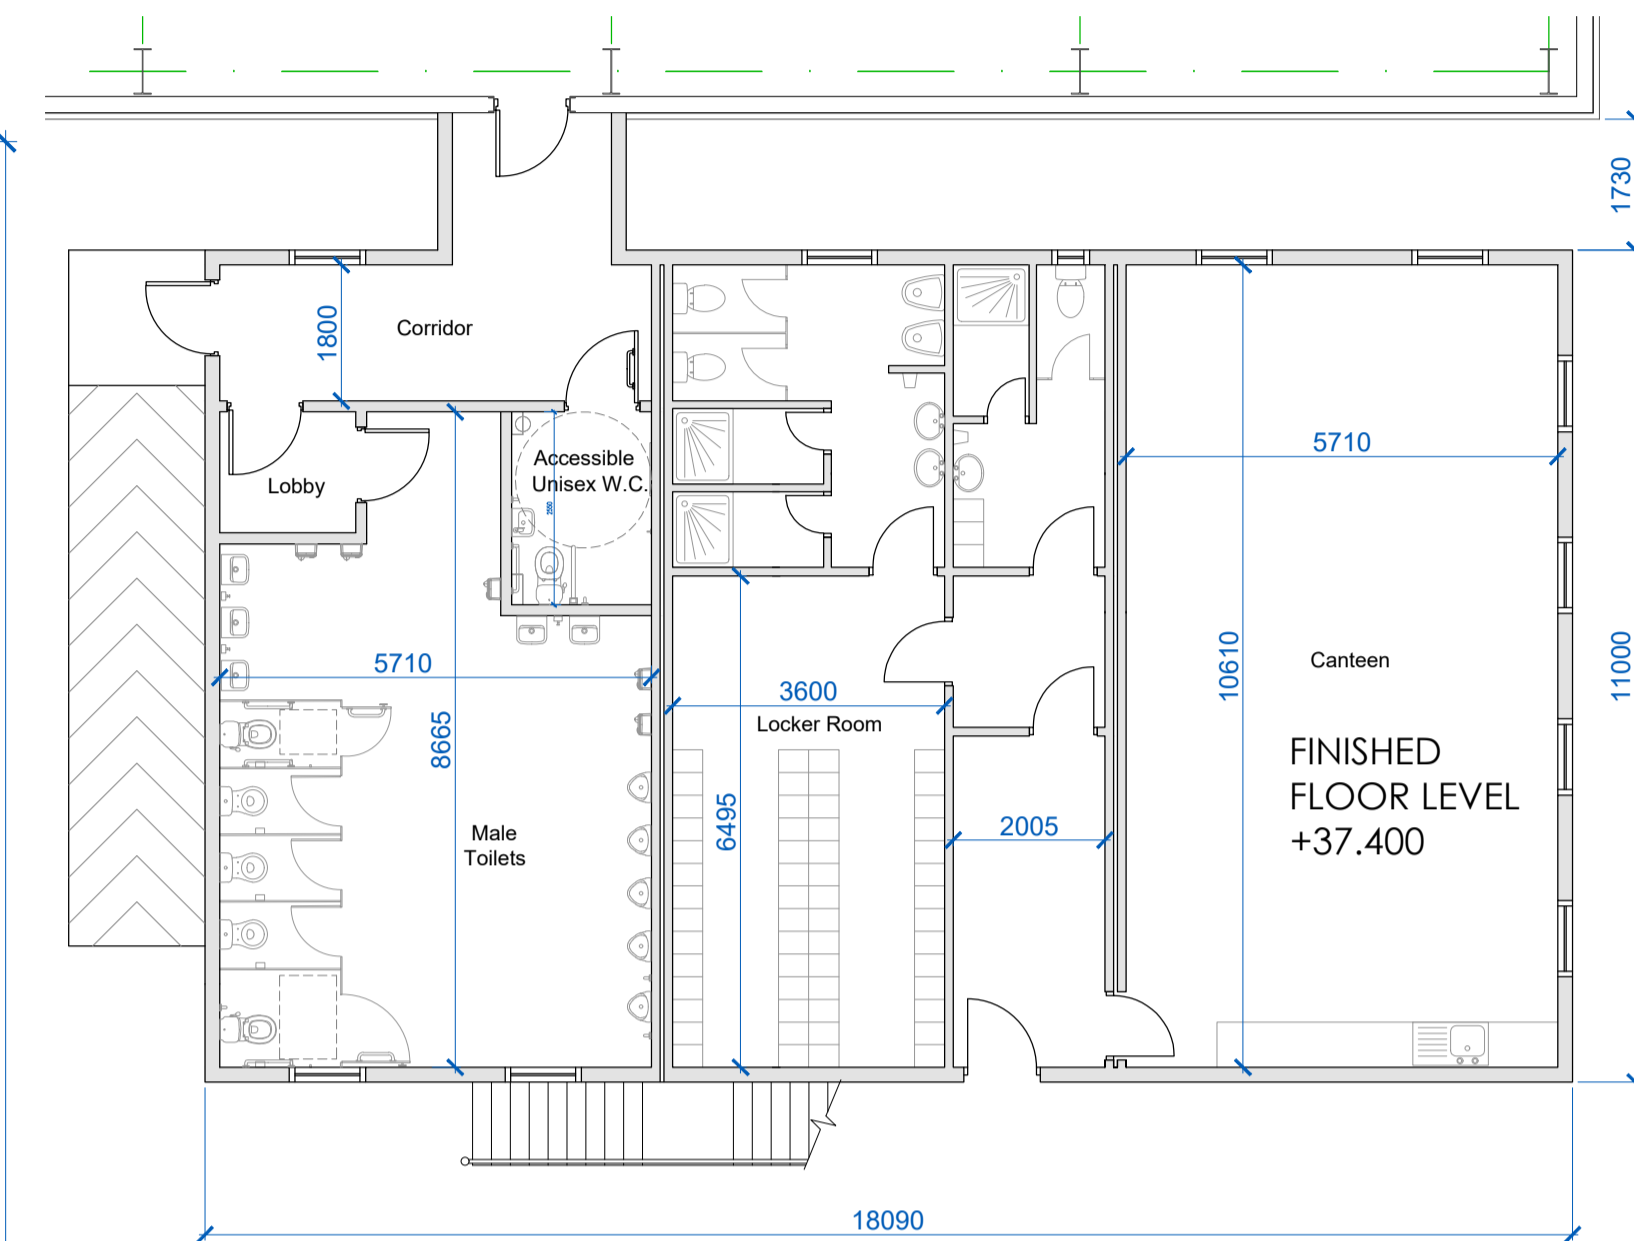 1730
1800
Corridor
5710
Accessible
Unisex W.C.
Lobby
2550
5710
3600
Locker Room
8665
6495
10610
Canteen
11000
FINISHED
FLOOR LEVEL
+37.400
Male
Toilets
2005
18090